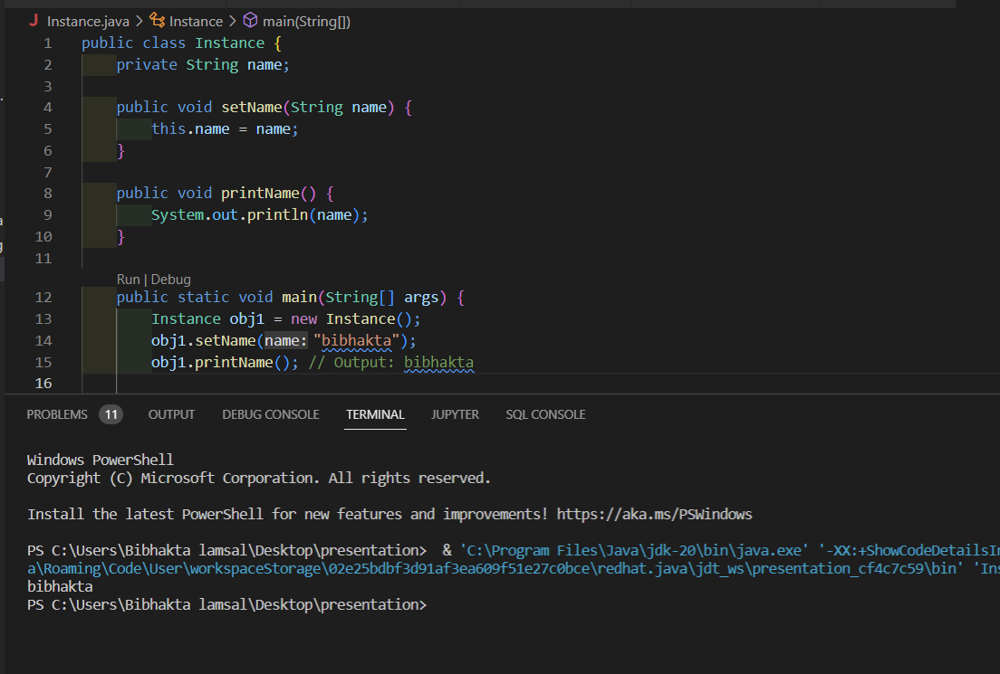 J Instance.java > Instance > main(String[])
1 public class Instance {
2 private String name;
3
4 public void setName(String name) {
5 this.name = name;
6 }
7
8 public void printName() {
9 System.out.println(name);
10 }
11
Run | Debug
12 public static void main(String[] args) {
13 Instance obj1 = new Instance();
14 obj1.setName(name: "bibhakta");
15 obj1.printName(); // Output: bibhakta
16
PROBLEMS 11 OUTPUT DEBUG CONSOLE TERMINAL JUPYTER SQL CONSOLE
Windows PowerShell
Copyright (C) Microsoft Corporation. All rights reserved.
Install the latest PowerShell for new features and improvements! https://aka.ms/PSWindows
PS C:\Users\Bibhakta lamsal\Desktop\presentation> & 'C:\Program Files\Java\jdk-20\bin\java.exe' '-XX:+ShowCodeDetailsIn
a\Roaming\Code\User\workspaceStorage\02e25bdbf3d91af3ea609f51e27c0bce\redhat.java\jdt_ws\presentation_cf4c7c59\bin' 'Ins
bibhakta
PS C:\Users\Bibhakta lamsal\Desktop\presentation>